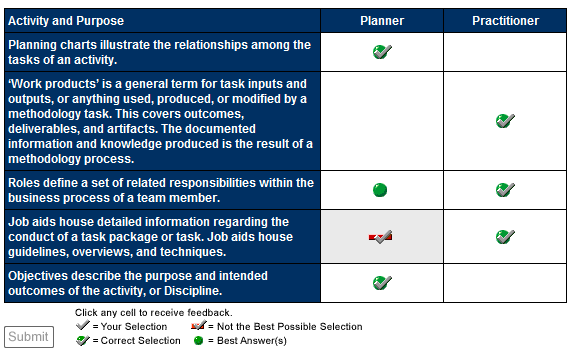 Activity and Purpose Planner Practitioner
Planning charts illustrate the relationships among the
tasks of an activity.
‘Work products’ is a general term for task inputs and
outputs, or anything used, produced, or modified by a
methodology task. This covers outcomes,
deliverables, and artifacts. The documented
information and knowledge produced is the result of a
methodology process.
Roles define a set of related responsibilities within the
business process of a team member.
Job aids house detailed information regarding the
conduct of a task package or task. Job aids house
guidelines, overviews, and techniques.
Objectives describe the purpose and intended
outcomes of the activity, or Discipline.
Click any cell to receive feedback.
= Your Selection = Not the Best Possible Selection
Submit
= Correct Selection = Best Answer(s)